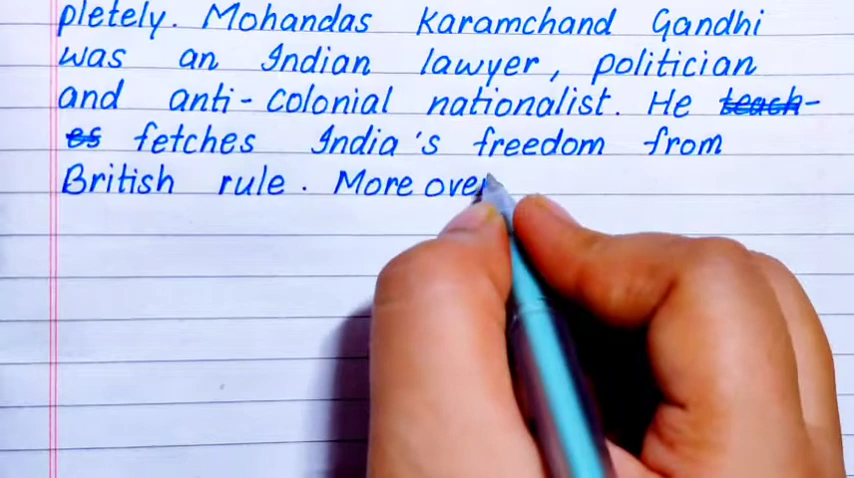 pletely. Mohandas Karamchand Gandhi
was an Indian lawyer, politician
and anti-colonial nationalist. He teach-
es fetches India's freedom from
British rule. More over